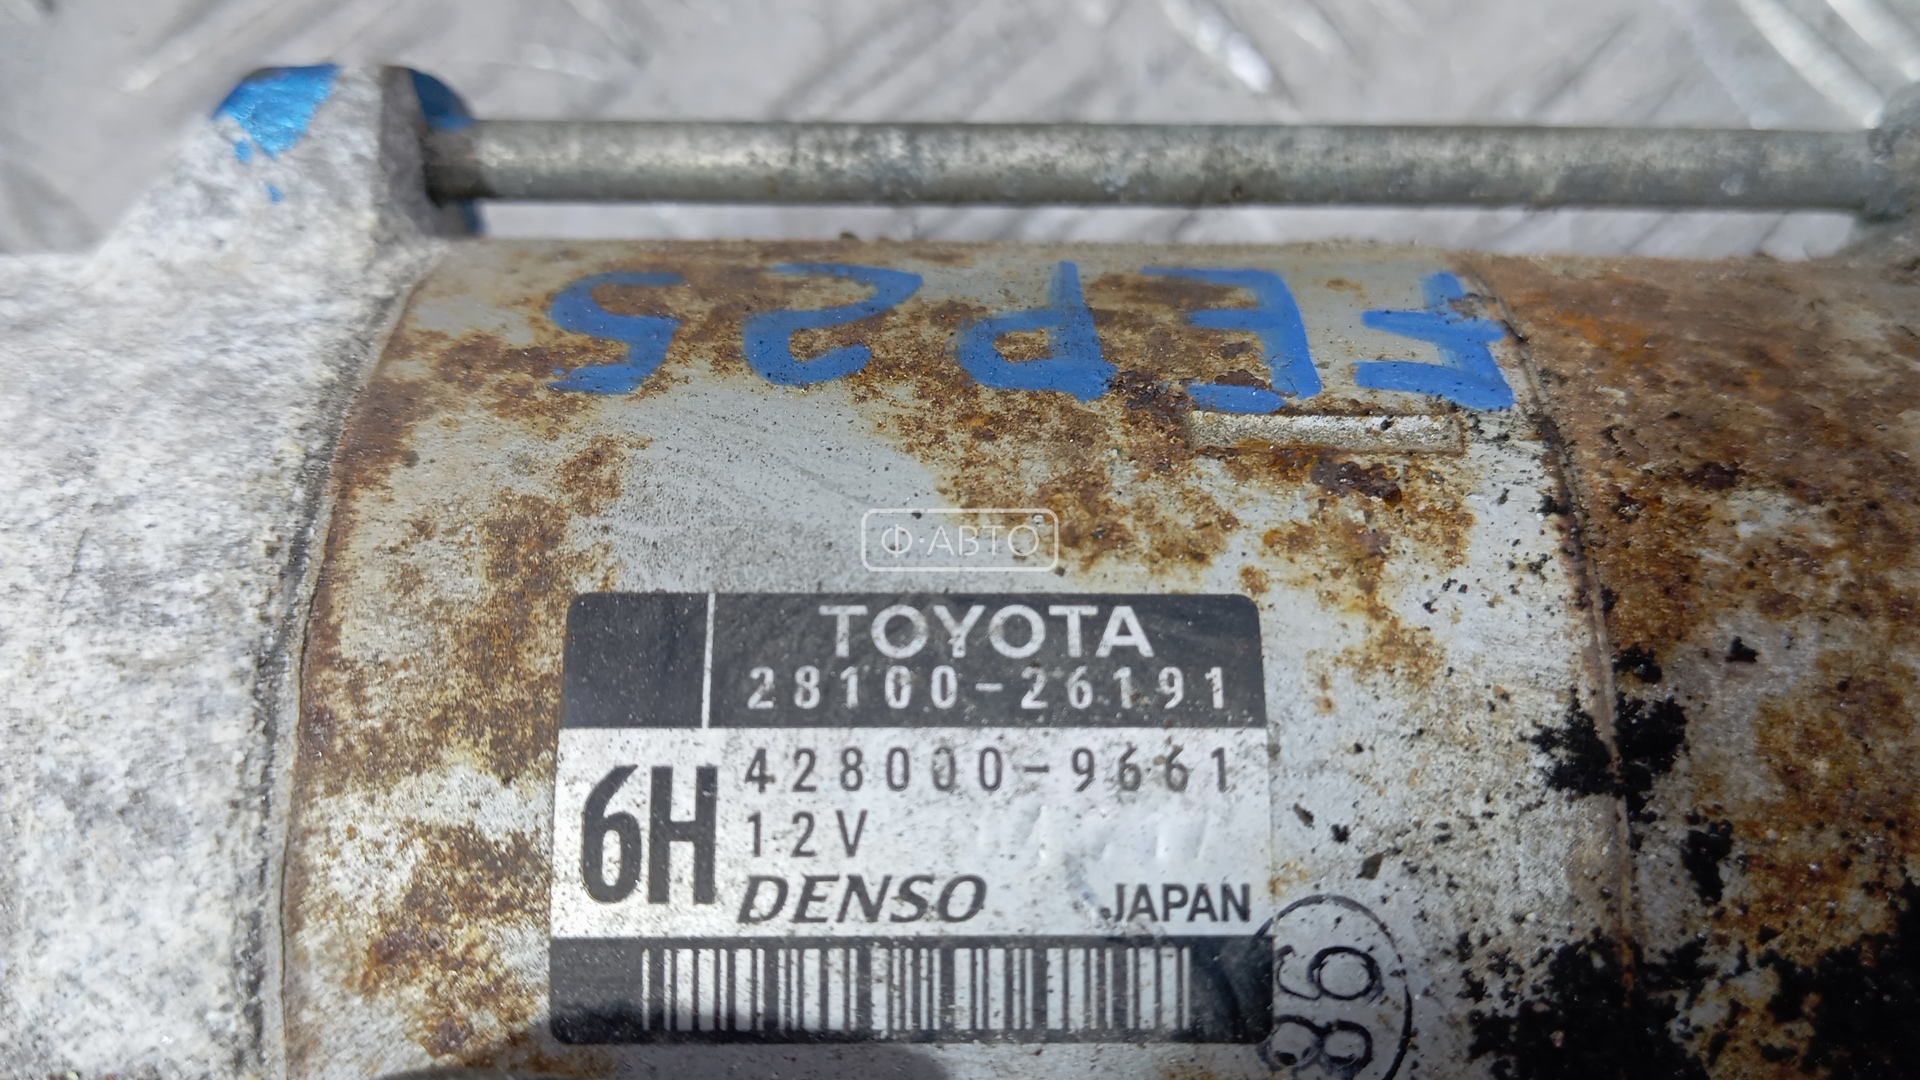 FEP25
Ф·АВТО
TOYOTA
28100-26191
6H
428000-9661
12V
DENSO JAPAN